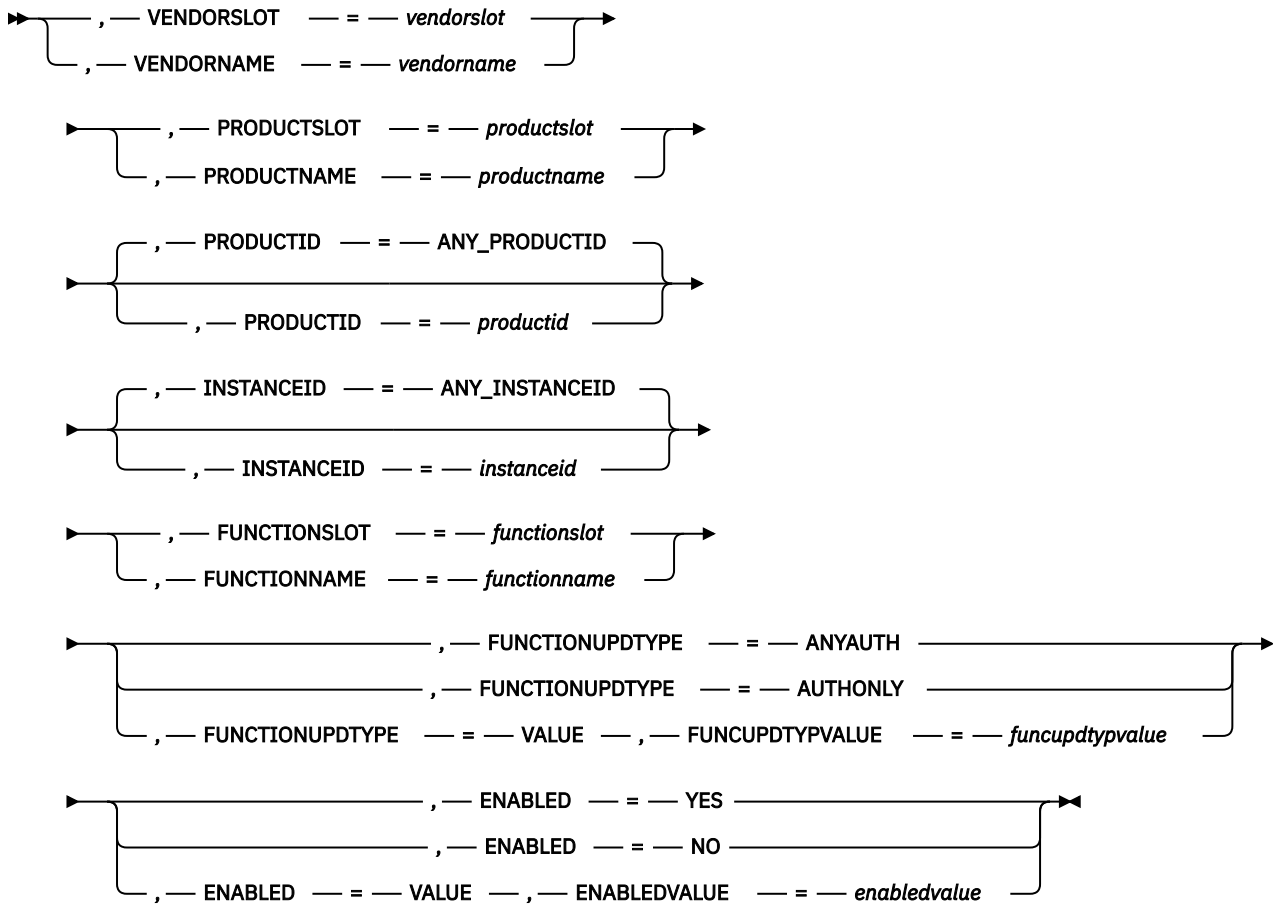 , VENDORSLOT = vendorslot
, VENDORNAME = vendorname
, PRODUCTSLOT = productslot
, PRODUCTNAME = productname
, PRODUCTID = ANY_PRODUCTID
, PRODUCTID = productid
, INSTANCEID = ANY_INSTANCEID
, INSTANCEID = instanceid
, FUNCTIONSLOT = functionslot
, FUNCTIONNAME = functionname
, FUNCTIONUPDTYPE = ANYAUTH
, FUNCTIONUPDTYPE = AUTHONLY
, FUNCTIONUPDTYPE = VALUE , FUNCUPDTYPVALUE = funcupdtypvalue
, ENABLED = YES
, ENABLED = NO
, ENABLED = VALUE , ENABLEDVALUE = enabledvalue